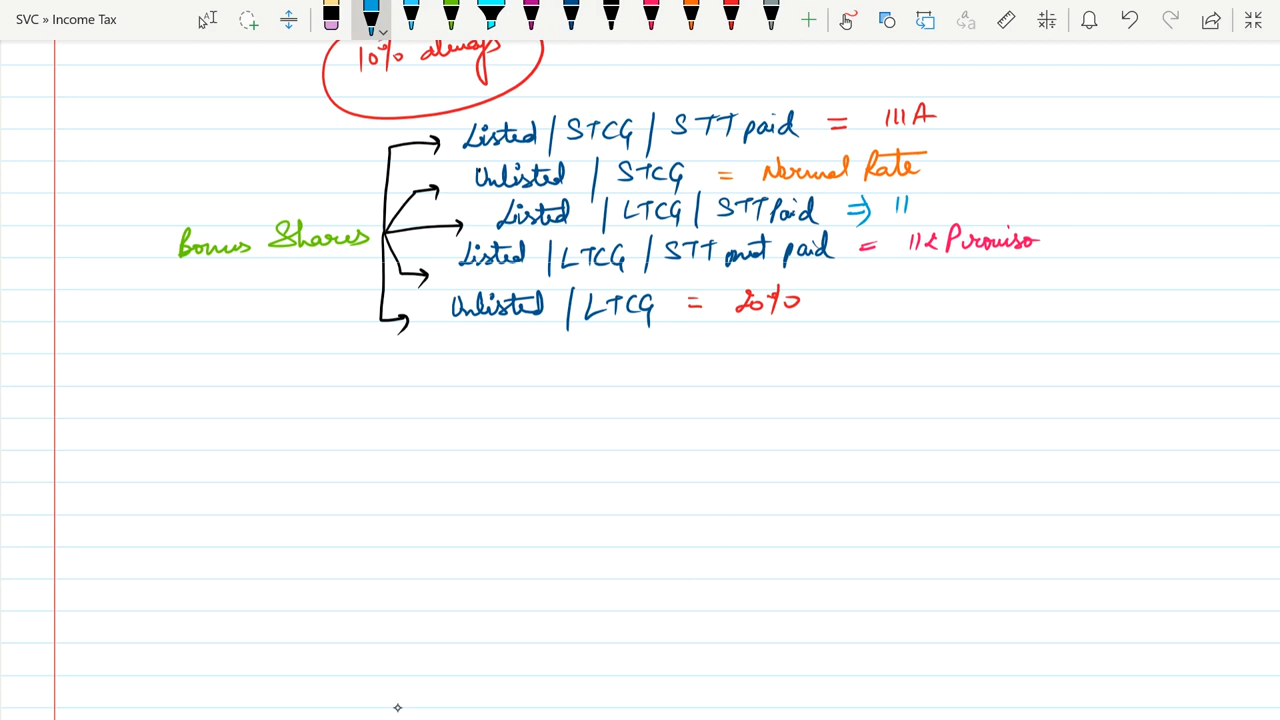 SVC » Income Tax
10% always
Listed / STCG / STT paid = 111A
Unlisted / STCG = Normal Rate
Listed / LTCG / STT Paid ⇒ 11
Bonus Shares
Listed / LTCG / STT not paid = 112 Proviso
Unlisted / LTCG = 20%